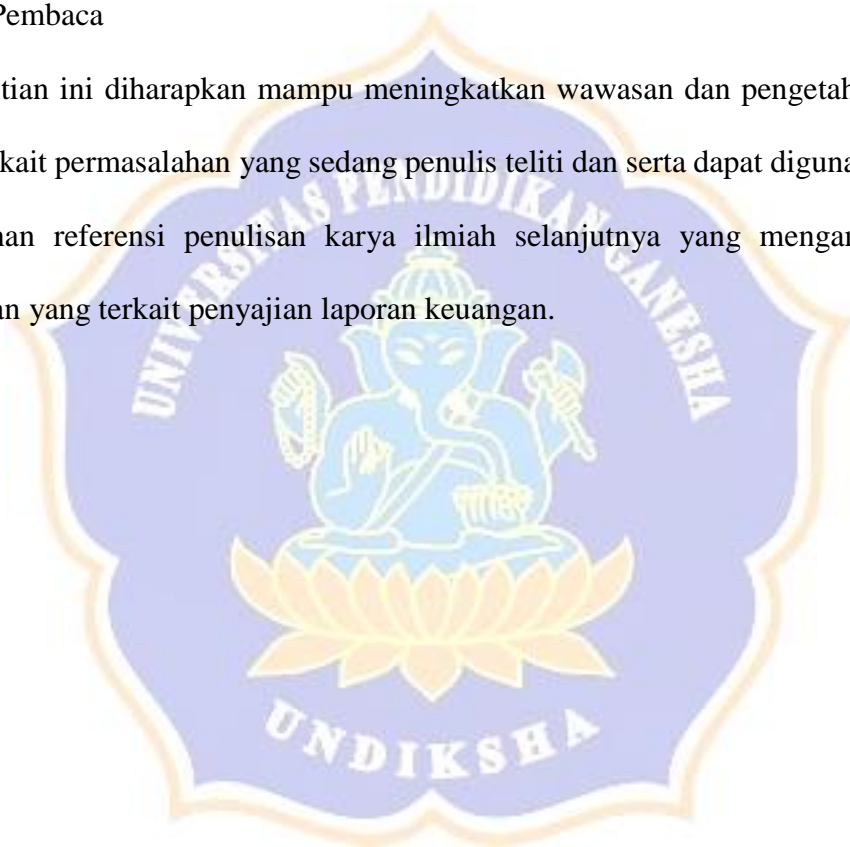 Pembaca
tian ini diharapkan mampu meningkatkan wawasan dan pengetah
kait permasalahan yang sedang penulis teliti dan serta dapat diguna
nan referensi penulisan karya ilmiah selanjutnya yang mengan
an yang terkait penyajian laporan keuangan.
UNIVERSITAS PENDIDIKAN GANESHA
UNDIKSHA